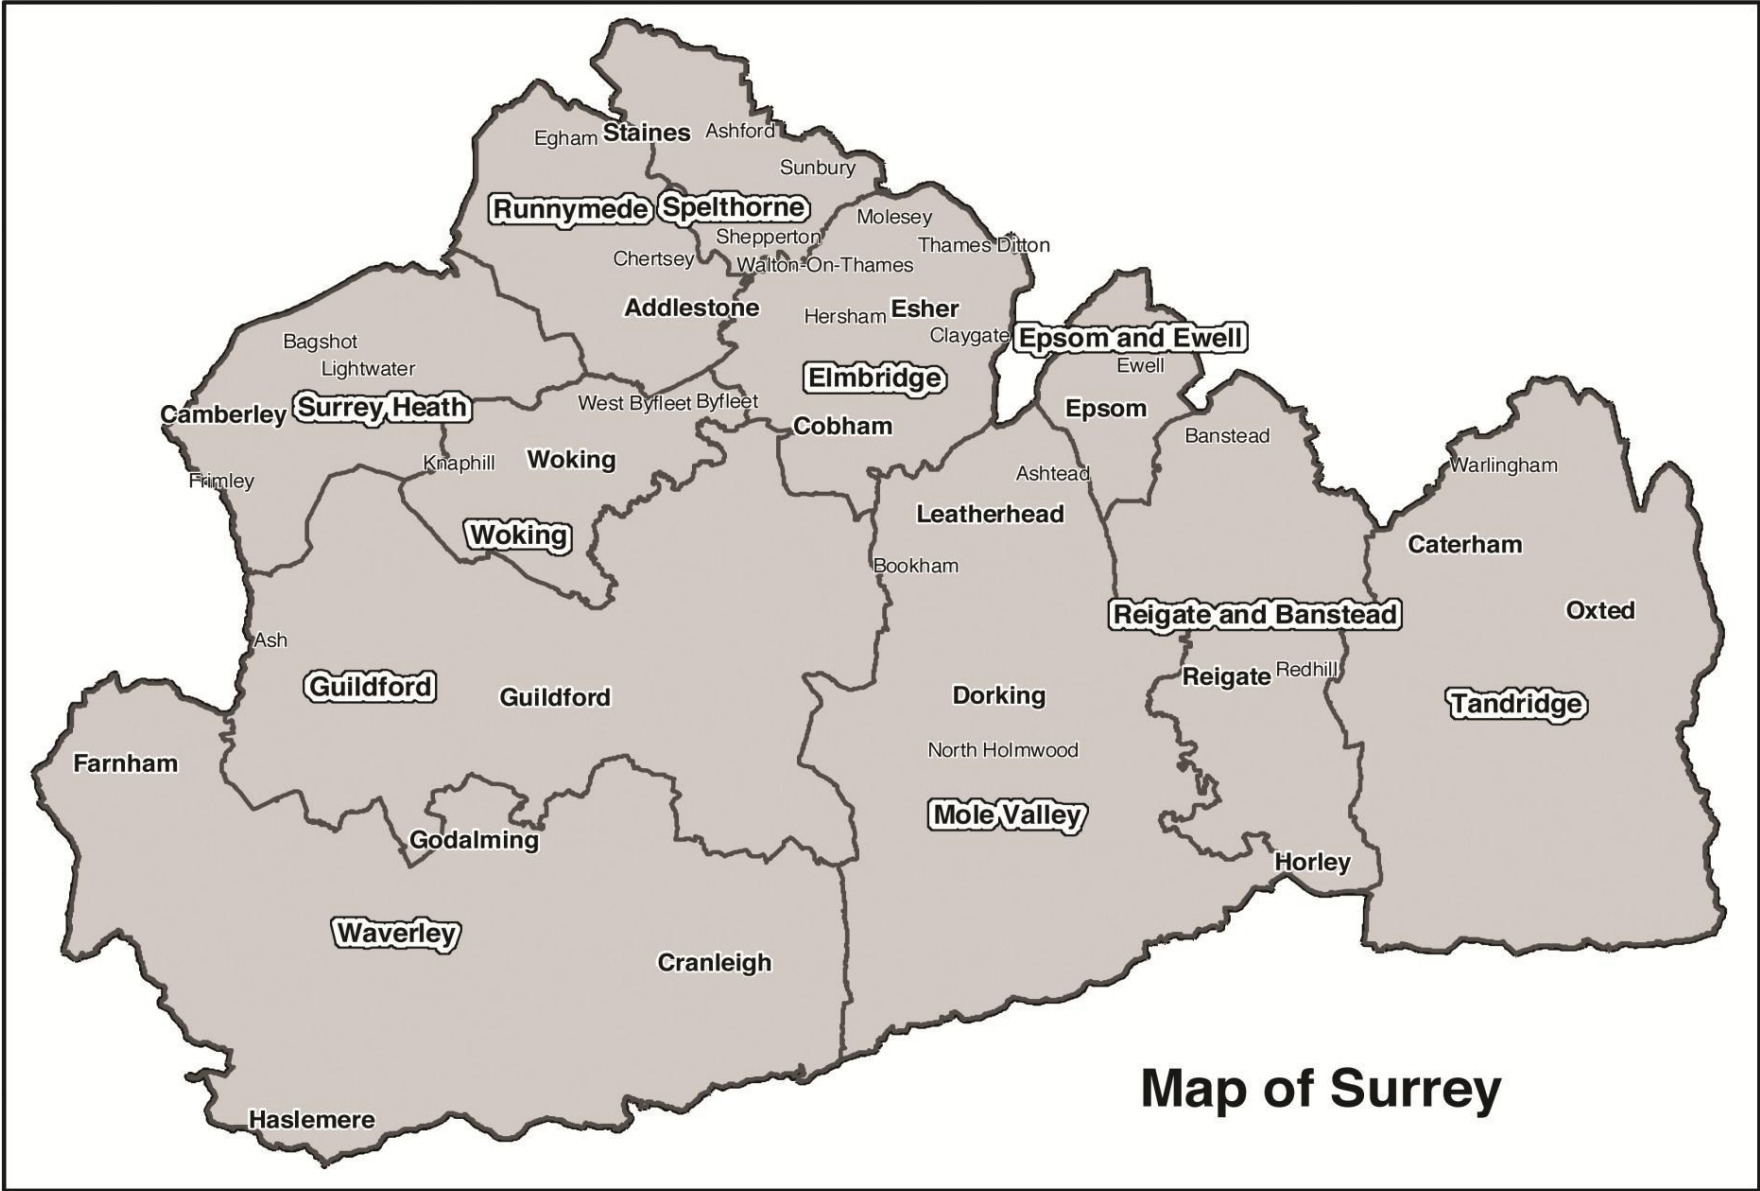 Egham
Staines
Ashford
Sunbury
Runnymede
Spelthorne
Molesey
Shepperton
Thames Ditton
Chertsey
Walton-On-Thames
Addlestone
Hersham
Esher
Claygate
Epsom and Ewell
Bagshot
Lightwater
Ewell
Elmbridge
Camberley
Surrey Heath
West Byfleet
Byfleet
Epsom
Cobham
Banstead
Knaphill
Woking
Warlingham
Frimley
Ashtead
Leatherhead
Woking
Caterham
Bookham
Oxted
Reigate and Banstead
Ash
Guildford
Guildford
Dorking
Reigate
Redhill
Tandridge
North Holmwood
Farnham
Mole Valley
Godalming
Horley
Waverley
Cranleigh
Map of Surrey
Haslemere